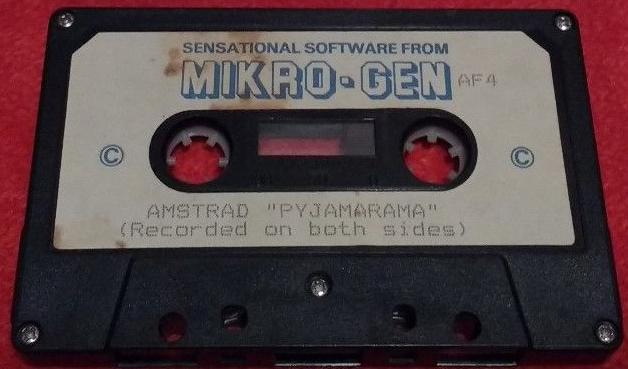 SENSATIONAL SOFTWARE FROM
MIKRO-GEN AF4
© ©
AMSTRAD "PYJAMARAMA"
(Recorded on both sides)